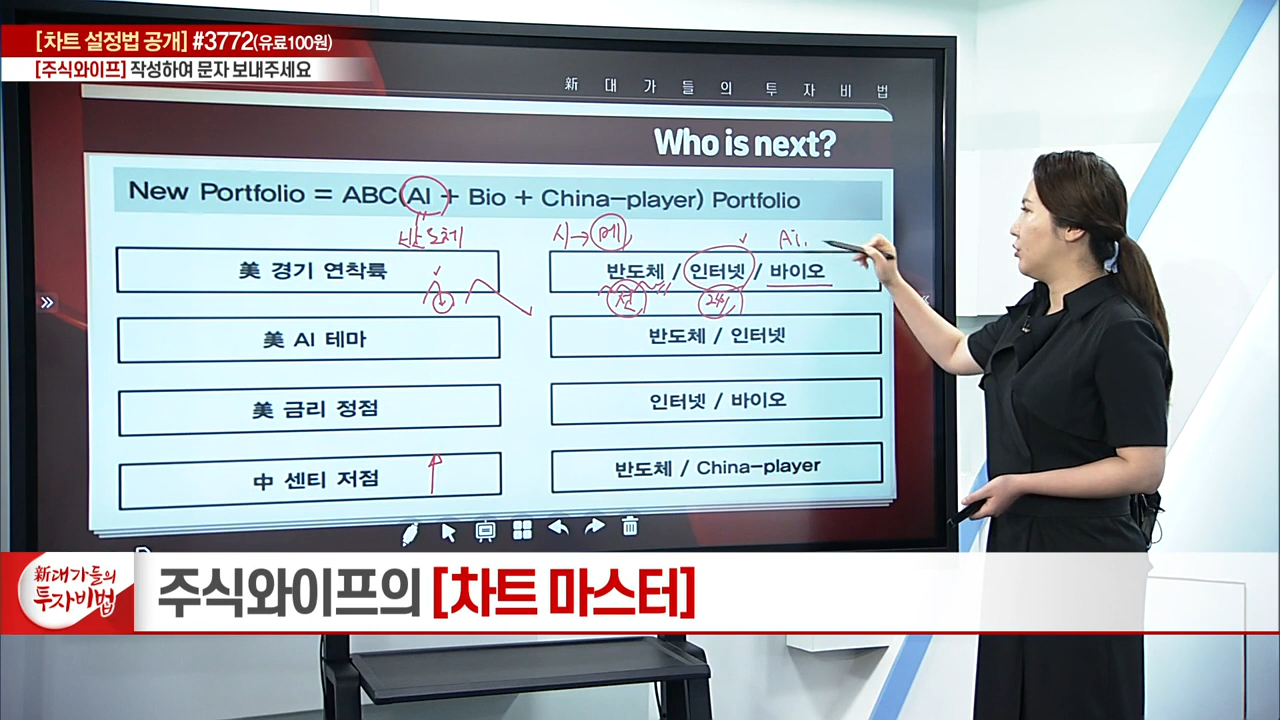 [차트 설정법 공개] #3772(유료100원)
[주식와이프] 작성하여 문자 보내주세요
新 대 가 들 의 투 자 비 법
Who is next?
New Portfolio = ABC(AI + Bio + China-player) Portfolio
반도체
시→메
Ai.
美 경기 연착륙
반도체 / 인터넷 / 바이오
전
2차
美 AI 테마
반도체 / 인터넷
美 금리 정점
인터넷 / 바이오
中 센티 저점
반도체 / China-player
新대가들의
투자비법
주식와이프의 [차트 마스터]